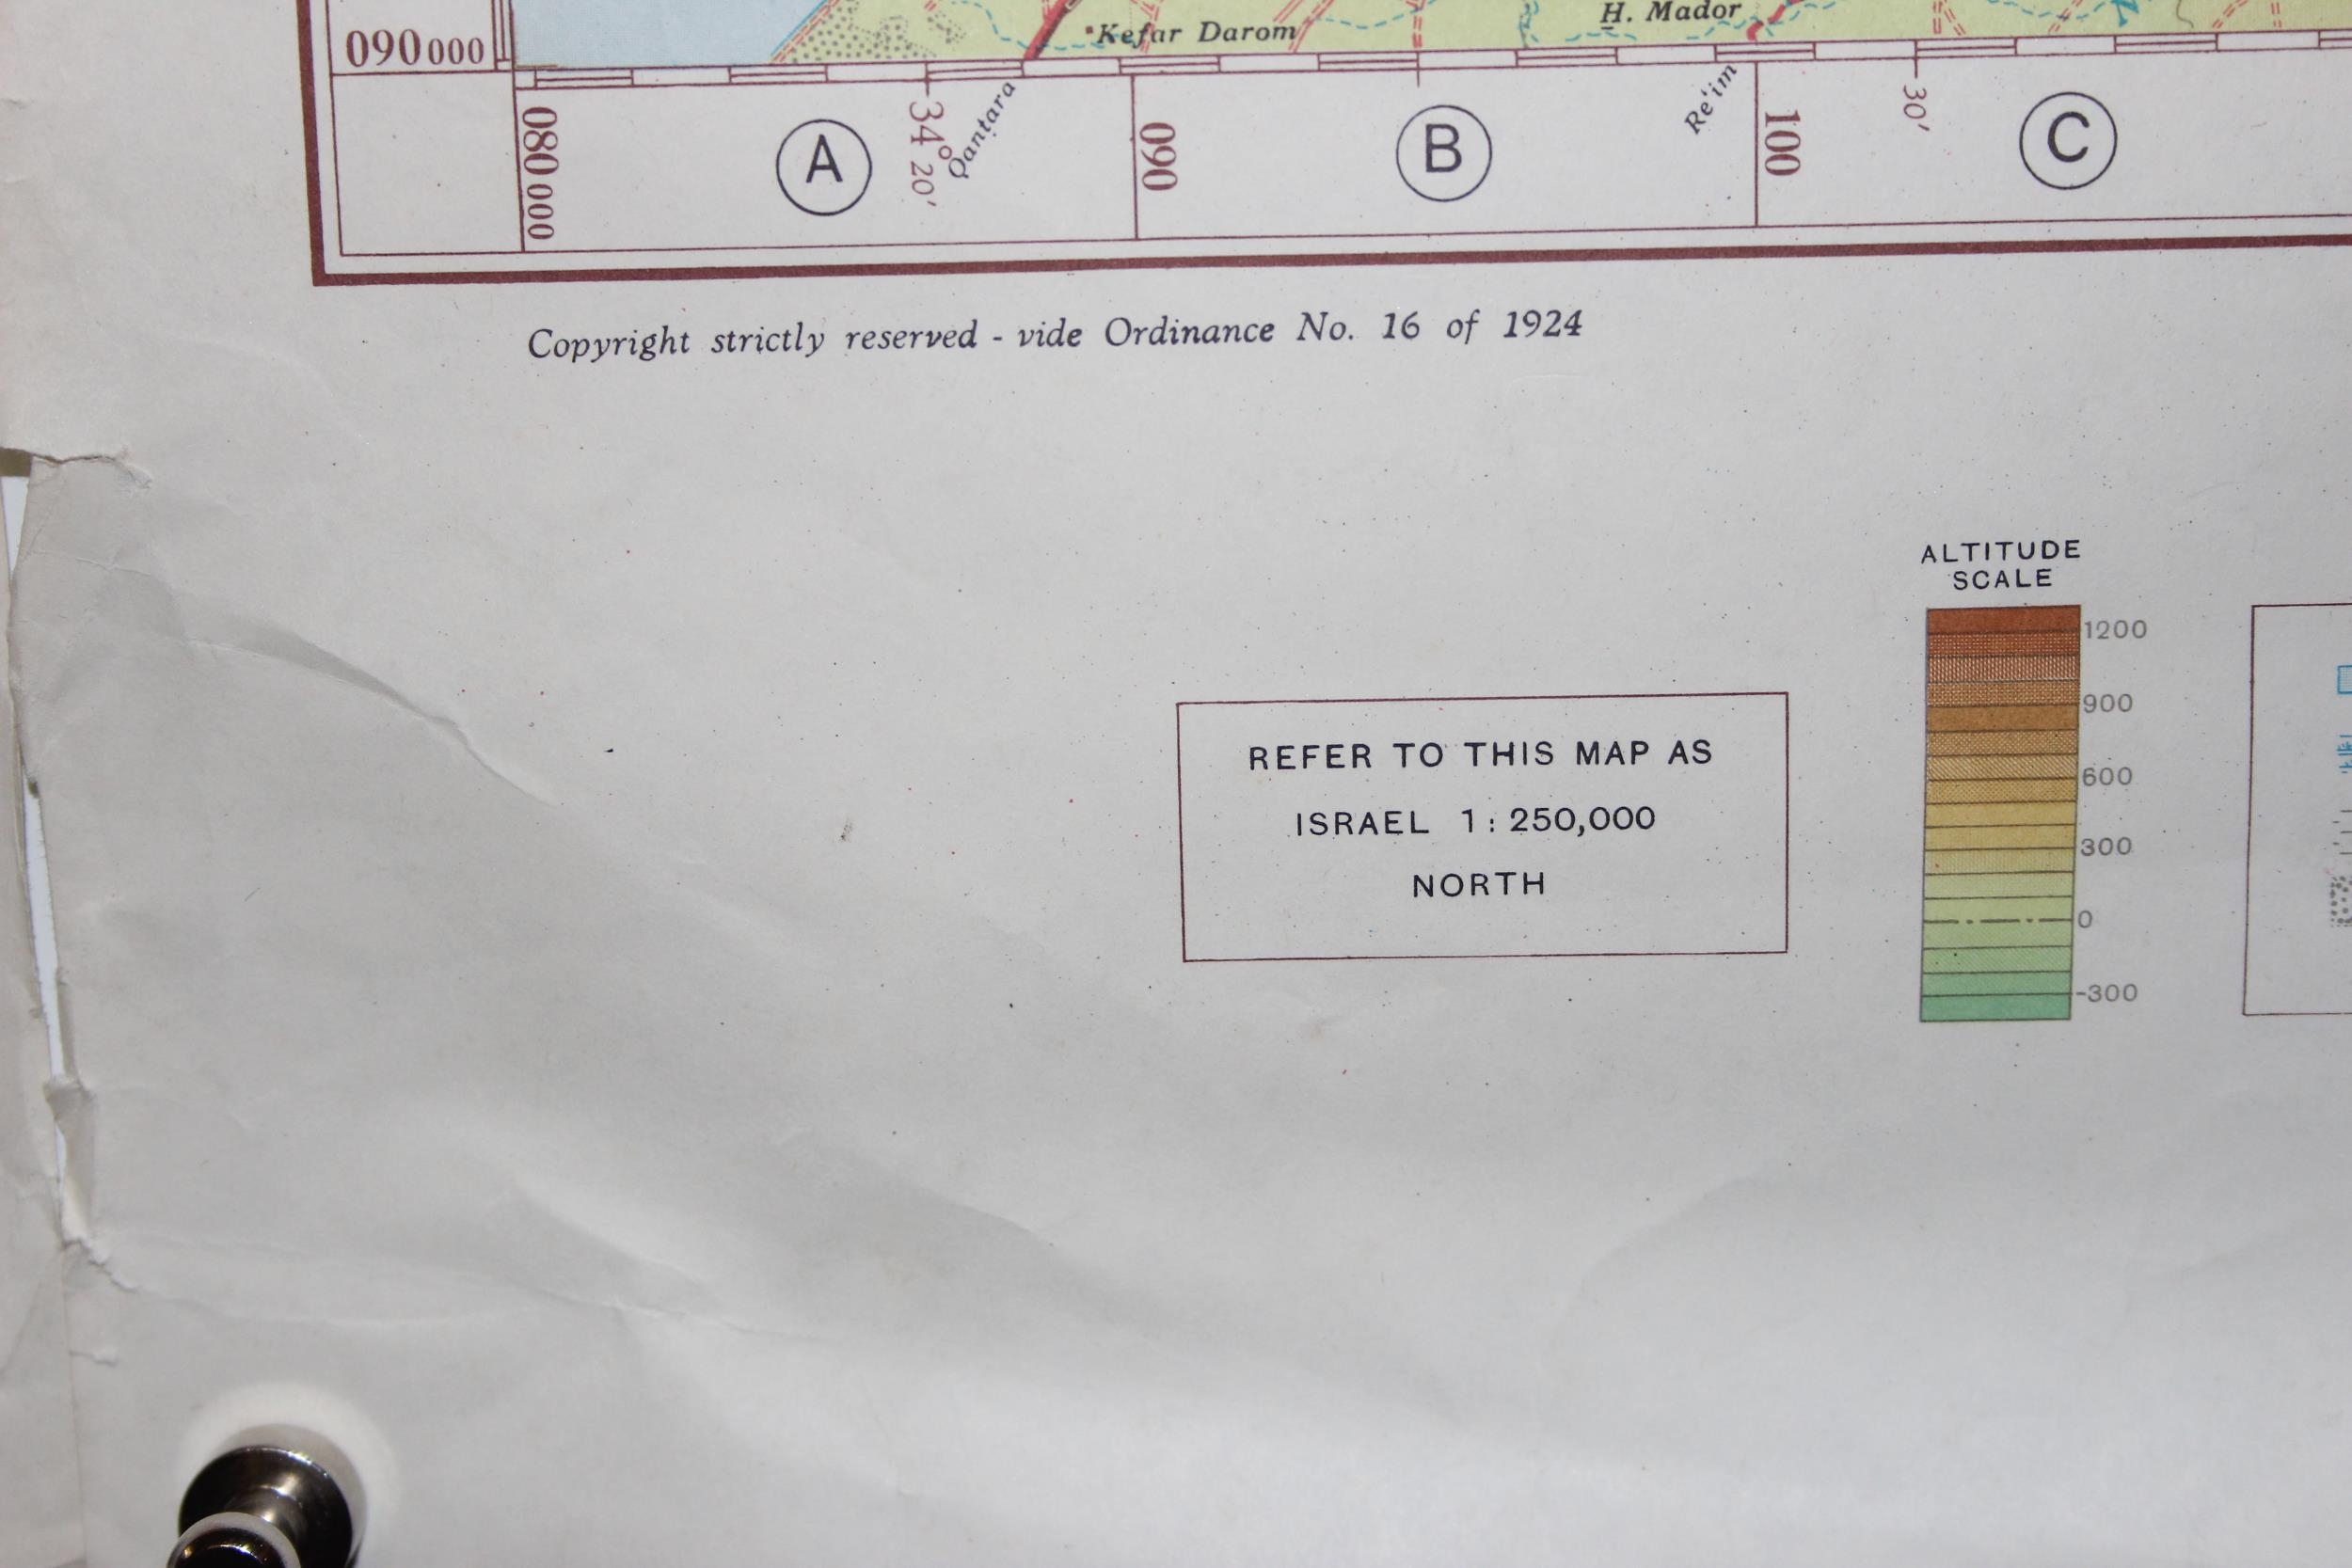 090000
Kefar Darom
H. Mador
080000
A
34° 20'
Qantara
090
B
Re'im
100
30'
C
Copyright strictly reserved - vide Ordinance No. 16 of 1924
ALTITUDE
SCALE
1200
900
600
300
0
-300
REFER TO THIS MAP AS
ISRAEL 1:250,000
NORTH